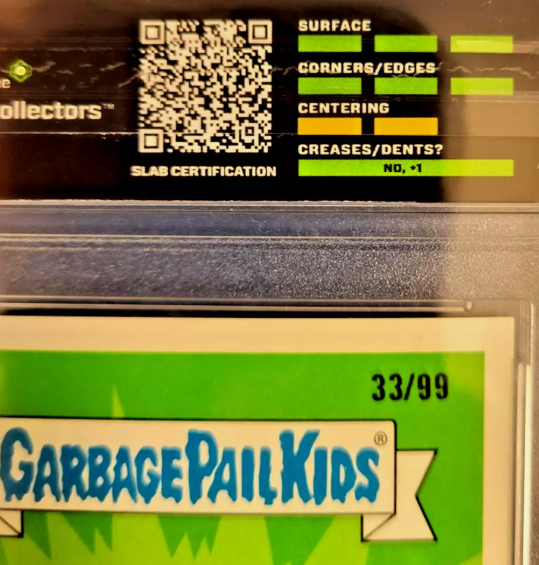 SURFACE
CORNERS/EDGES
ollectors™
CENTERING
CREASES/DENTS?
NO, +1
SLAB CERTIFICATION
33/99
GARBAGE PAIL KIDS®